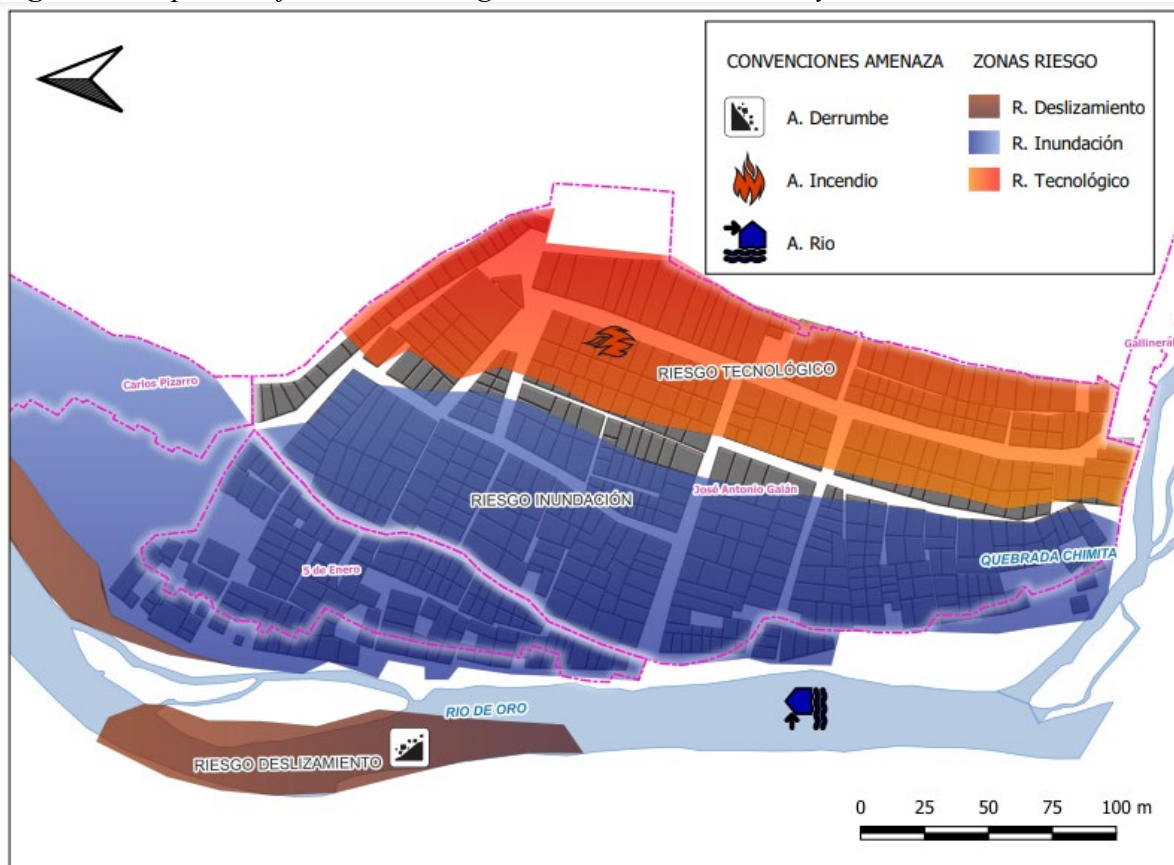 CONVENCIONES AMENAZA
A. Derrumbe
A. Incendio
A. Rio
ZONAS RIESGO
R. Deslizamiento
R. Inundación
R. Tecnológico
Gallineral
Carlos Pizarro
RIESGO TECNOLÓGICO
José Antonio Galán
RIESGO INUNDACIÓN
QUEBRADA CHIMITA
5 de Enero
RIO DE ORO
RIESGO DESLIZAMIENTO
0 25 50 75 100 m